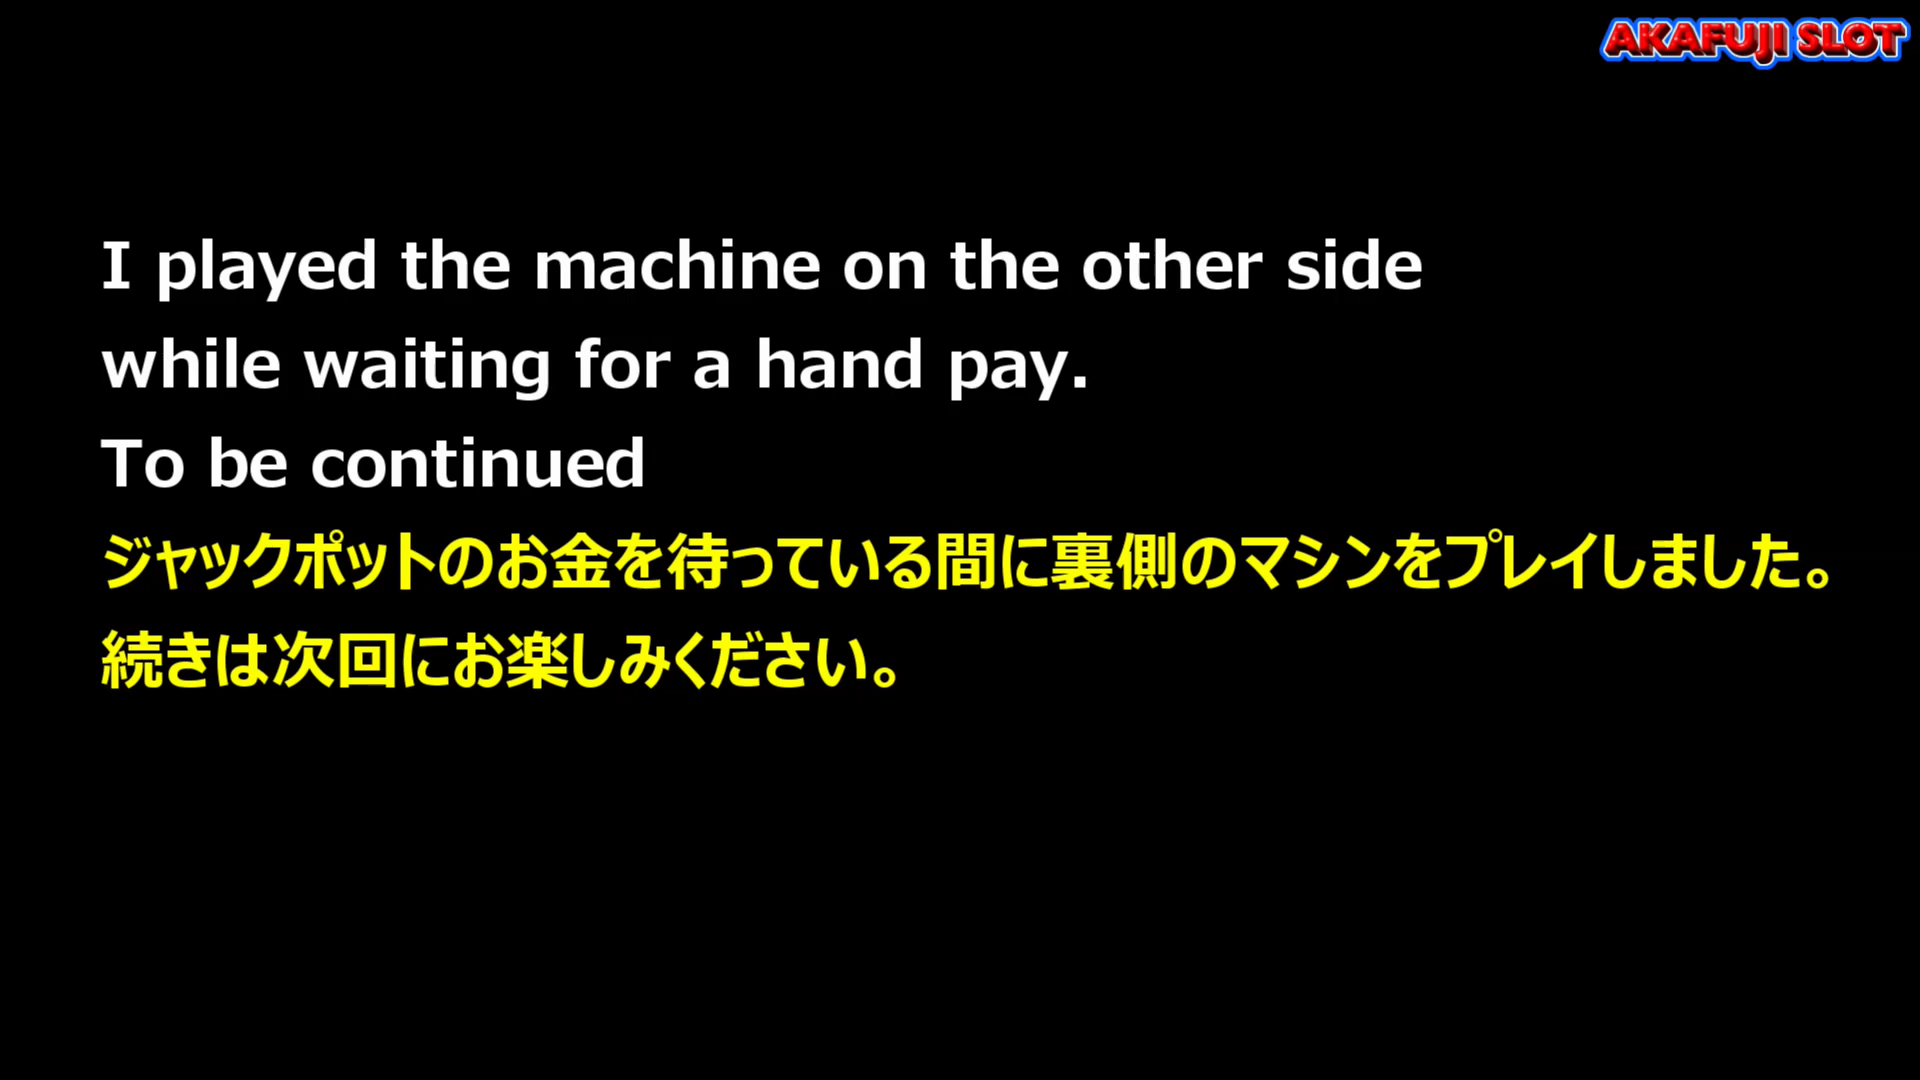 AKAFUJI SLOT
I played the machine on the other side
while waiting for a hand pay.
To be continued
ジャックポットのお金を待っている間に裏側のマシンをプレイしました。
続きは次回にお楽しみください。